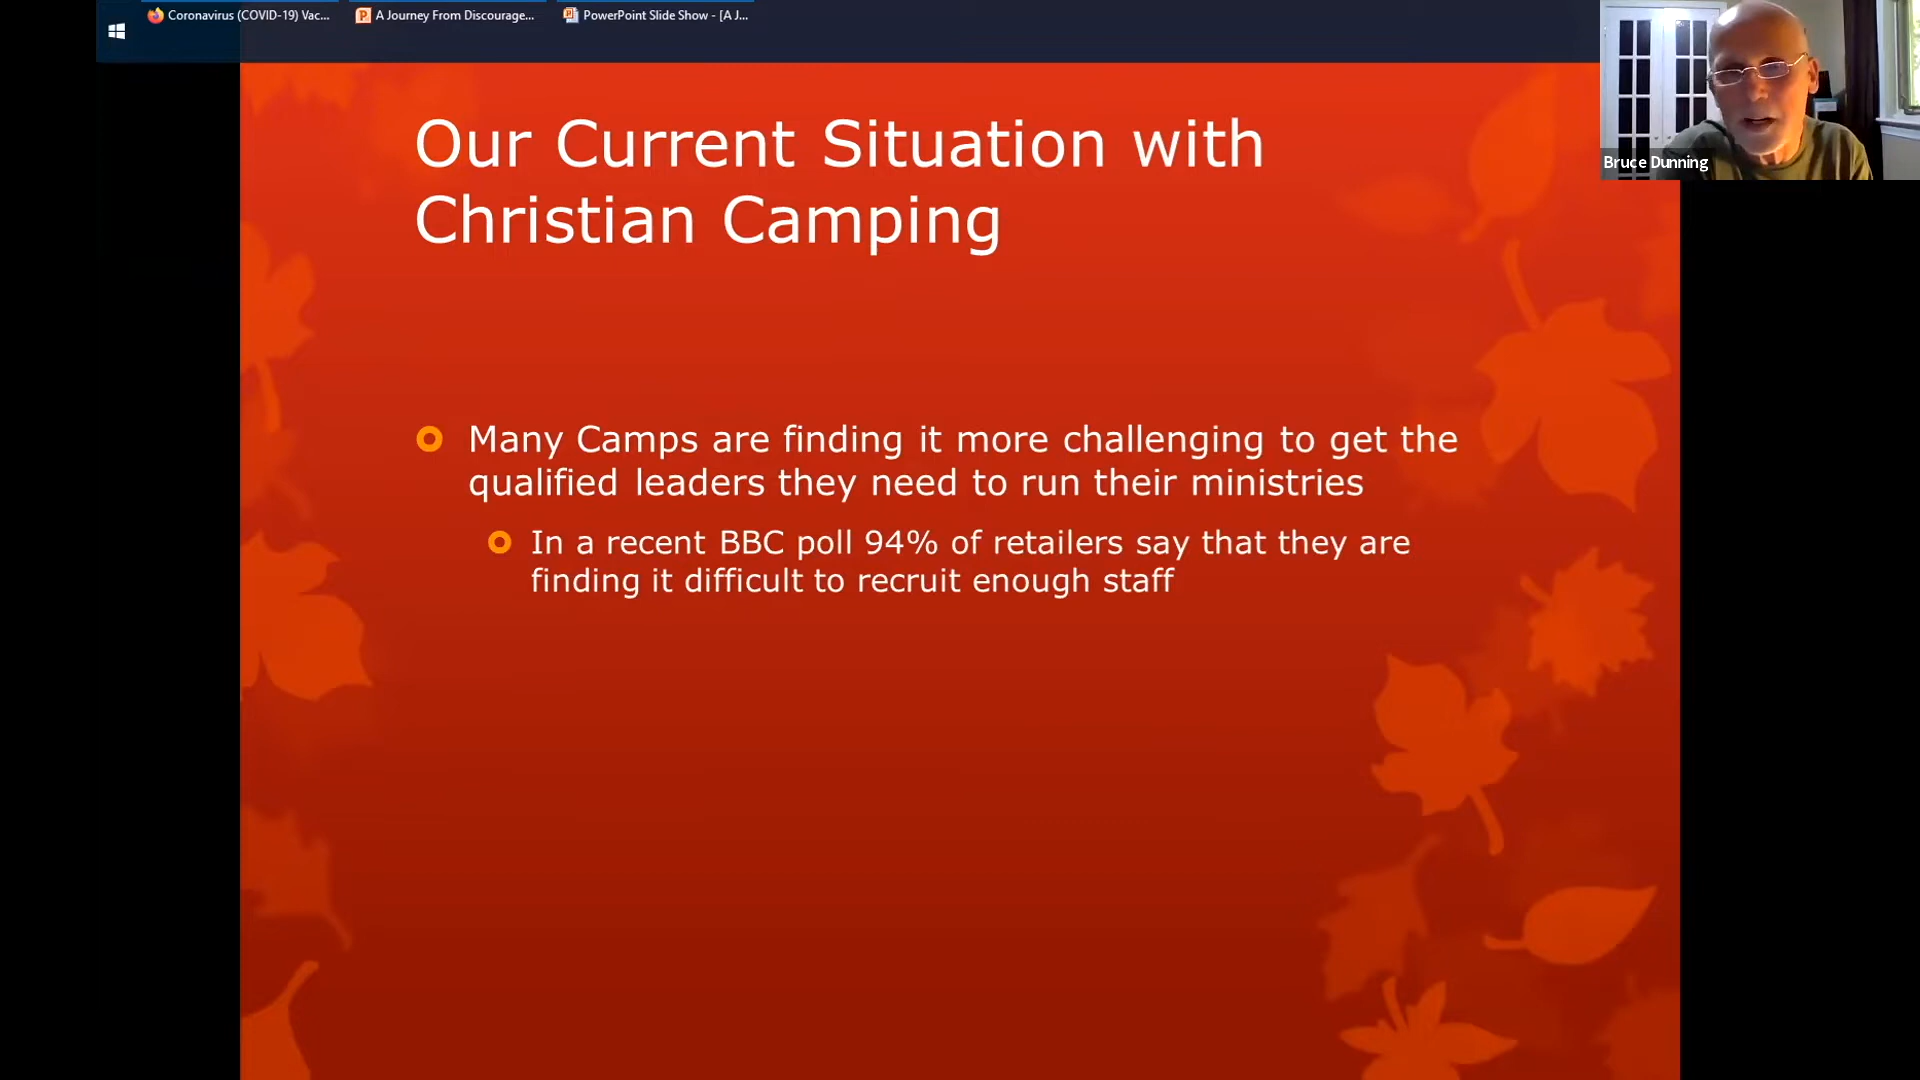 Coronavirus (COVID-19) Vac...
A Journey From Discourage...
PowerPoint Slide Show - [A J...
Bruce Dunning
Our Current Situation with
Christian Camping
Many Camps are finding it more challenging to get the
qualified leaders they need to run their ministries
In a recent BBC poll 94% of retailers say that they are
finding it difficult to recruit enough staff